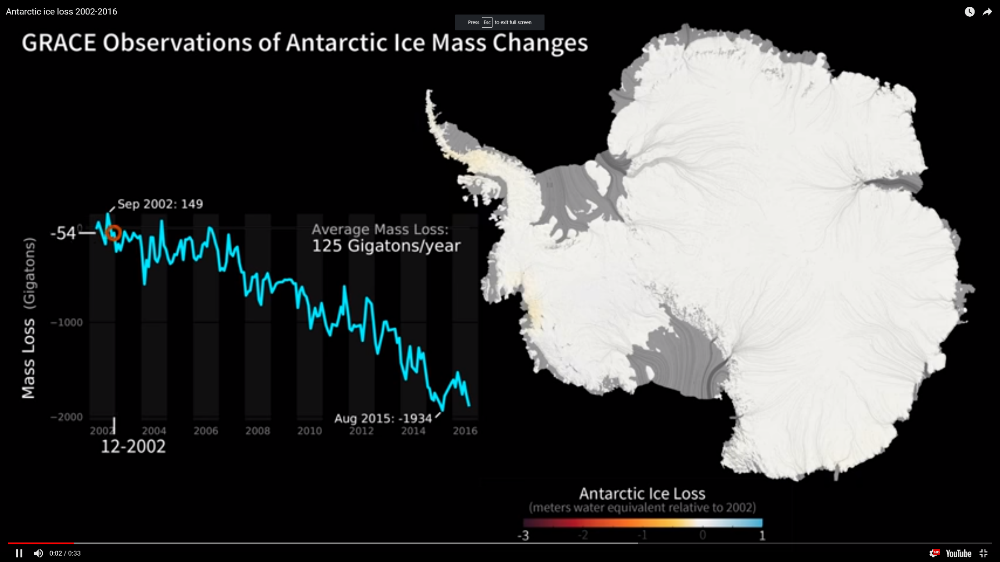 Antarctic ice loss 2002-2016
Press Esc to exit full screen
GRACE Observations of Antarctic Ice Mass Changes
Sep 2002: 149
0
-54
Average Mass Loss:
125 Gigatons/year
Mass Loss (Gigatons)
−1000
−2000
Aug 2015: -1934
2002 2004 2006 2008 2010 2012 2014 2016
12-2002
Antarctic Ice Loss
(meters water equivalent relative to 2002)
-3 -2 -1 0 1
0:02 / 0:33
HD
YouTube